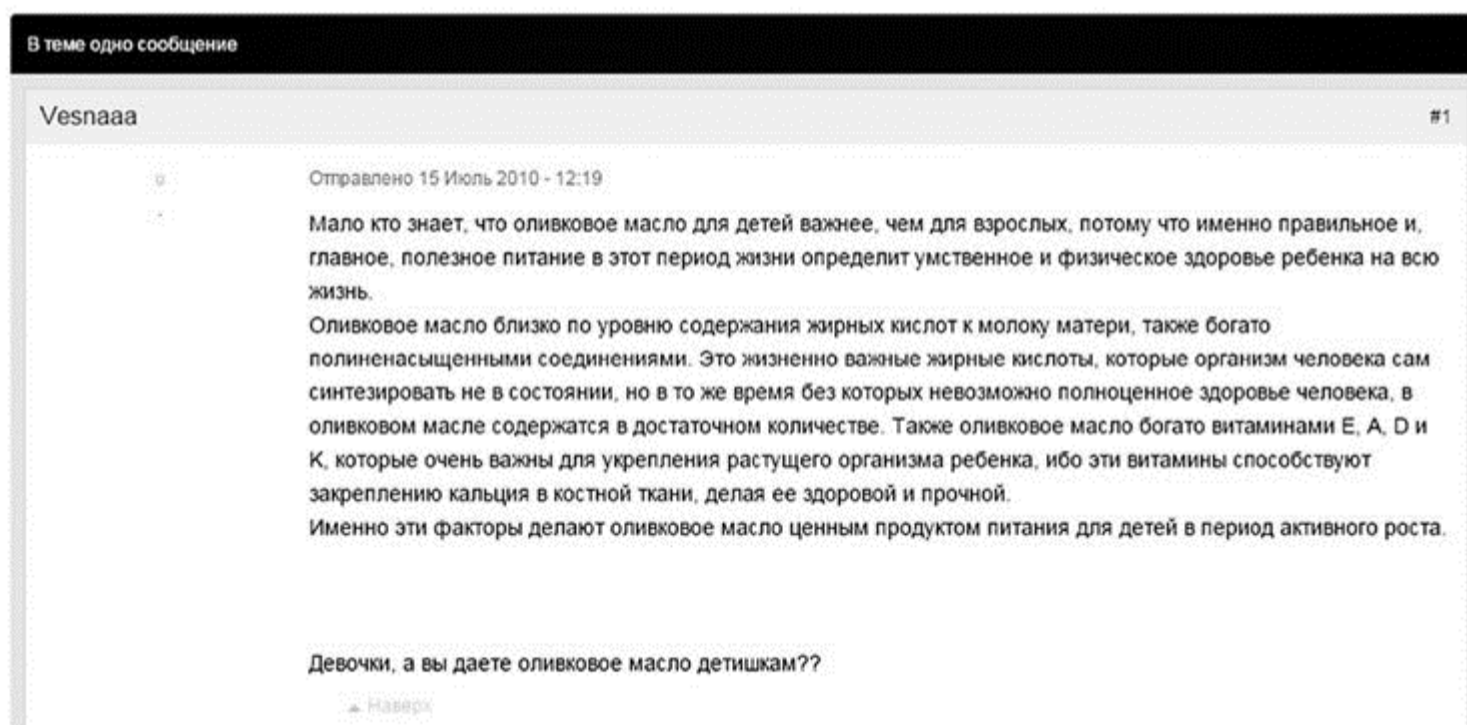 В теме одно сообщение
Vesnaaa
#1
Отправлено 15 Июль 2010 - 12:19
Мало кто знает, что оливковое масло для детей важнее, чем для взрослых, потому что именно правильное и,
главное, полезное питание в этот период жизни определит умственное и физическое здоровье ребенка на всю
жизнь.
Оливковое масло близко по уровню содержания жирных кислот к молоку матери, также богато
полиненасыщенными соединениями. Это жизненно важные жирные кислоты, которые организм человека сам
синтезировать не в состоянии, но в то же время без которых невозможно полноценное здоровье человека, в
оливковом масле содержатся в достаточном количестве. Также оливковое масло богато витаминами E, A, D и
K, которые очень важны для укрепления растущего организма ребенка, ибо эти витамины способствуют
закреплению кальция в костной ткани, делая ее здоровой и прочной.
Именно эти факторы делают оливковое масло ценным продуктом питания для детей в период активного роста.
Девочки, а вы даете оливковое масло детишкам??
Наверх